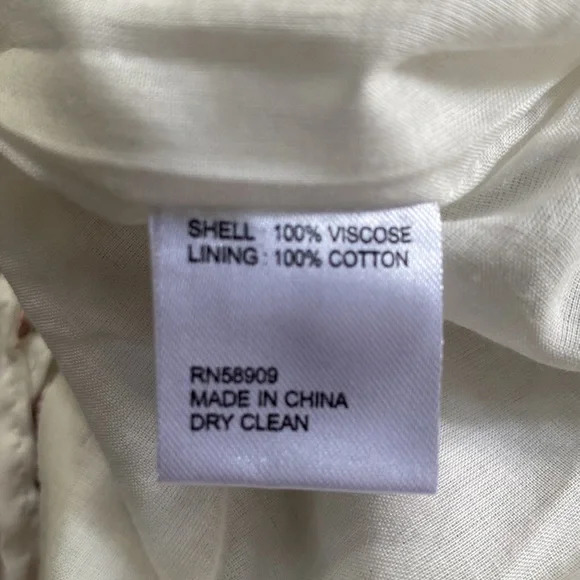 SHELL : 100% VISCOSE
LINING : 100% COTTON
RN58909
MADE IN CHINA
DRY CLEAN